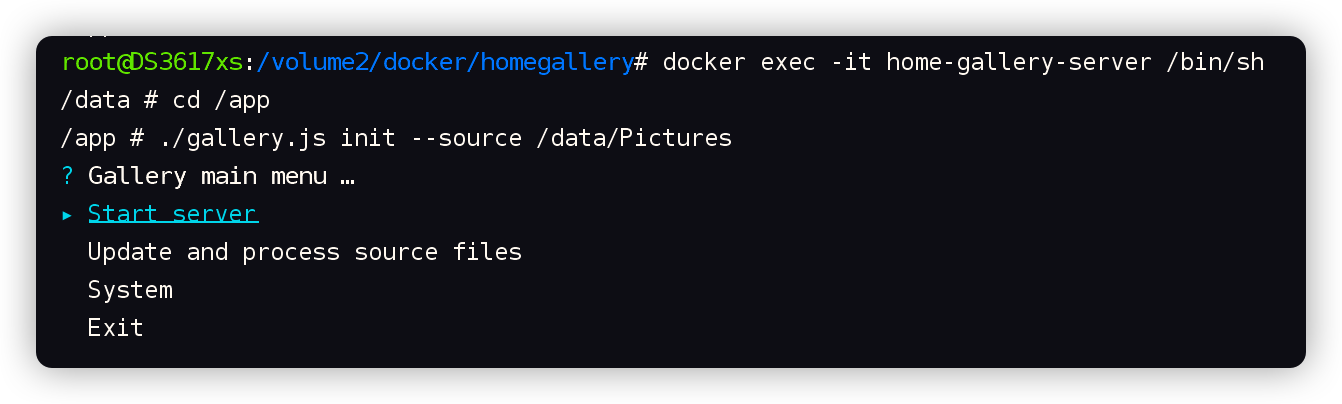 root@DS3617xs:/volume2/docker/homegallery# docker exec -it home-gallery-server /bin/sh
/data # cd /app
/app # ./gallery.js init --source /data/Pictures
? Gallery main menu …
▸ Start server
Update and process source files
System
Exit